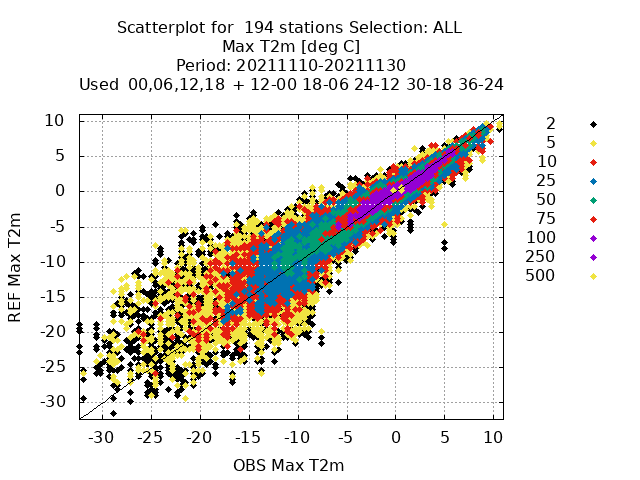 Scatterplot for  194 stations Selection: ALL
Max T2m [deg C]
Period: 20211110-20211130
Used  00,06,12,18  + 12-00 18-06 24-12 30-18 36-24
10
5
0
-5
-10
-15
-20
-25
-30
REF Max T2m
-30 -25 -20 -15 -10 -5 0 5 10
OBS Max T2m
2
5
10
25
50
75
100
250
500